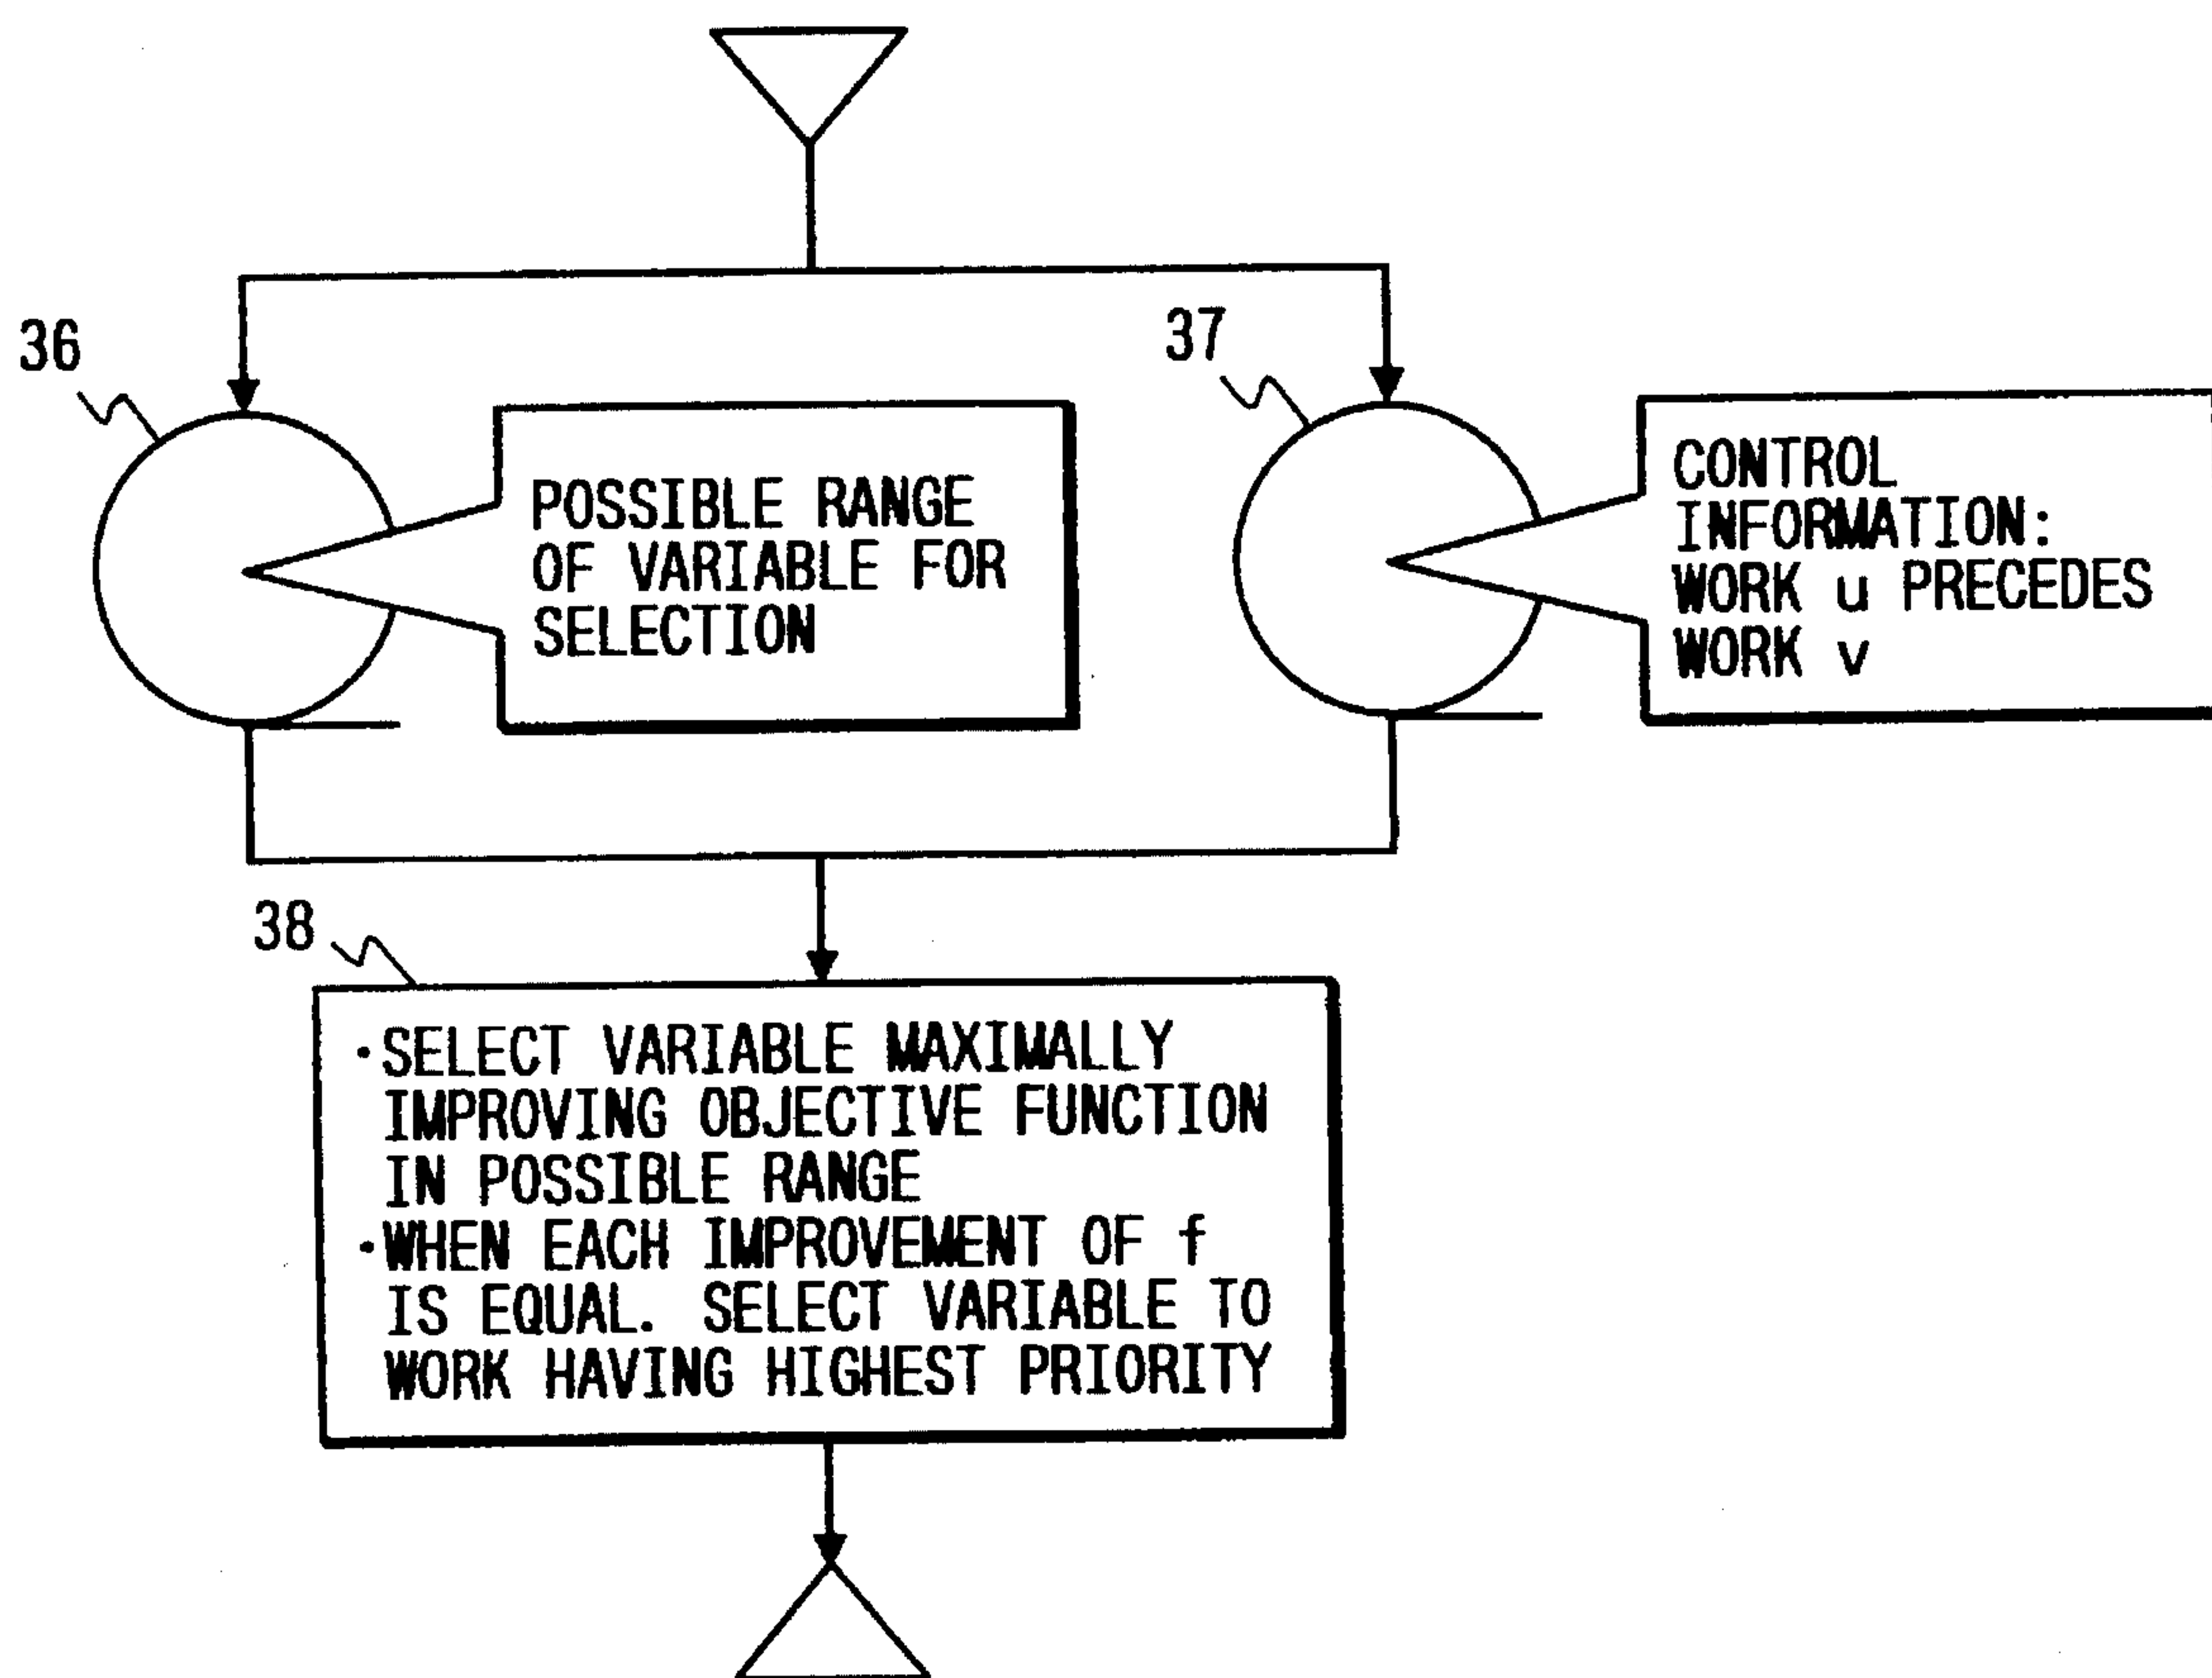 36
37
POSSIBLE RANGE
OF VARIABLE FOR
SELECTION
CONTROL
INFORMATION:
WORK u PRECEDES
WORK v
38
·SELECT VARIABLE MAXIMALLY
IMPROVING OBJECTIVE FUNCTION
IN POSSIBLE RANGE
·WHEN EACH IMPROVEMENT OF f
IS EQUAL. SELECT VARIABLE TO
WORK HAVING HIGHEST PRIORITY